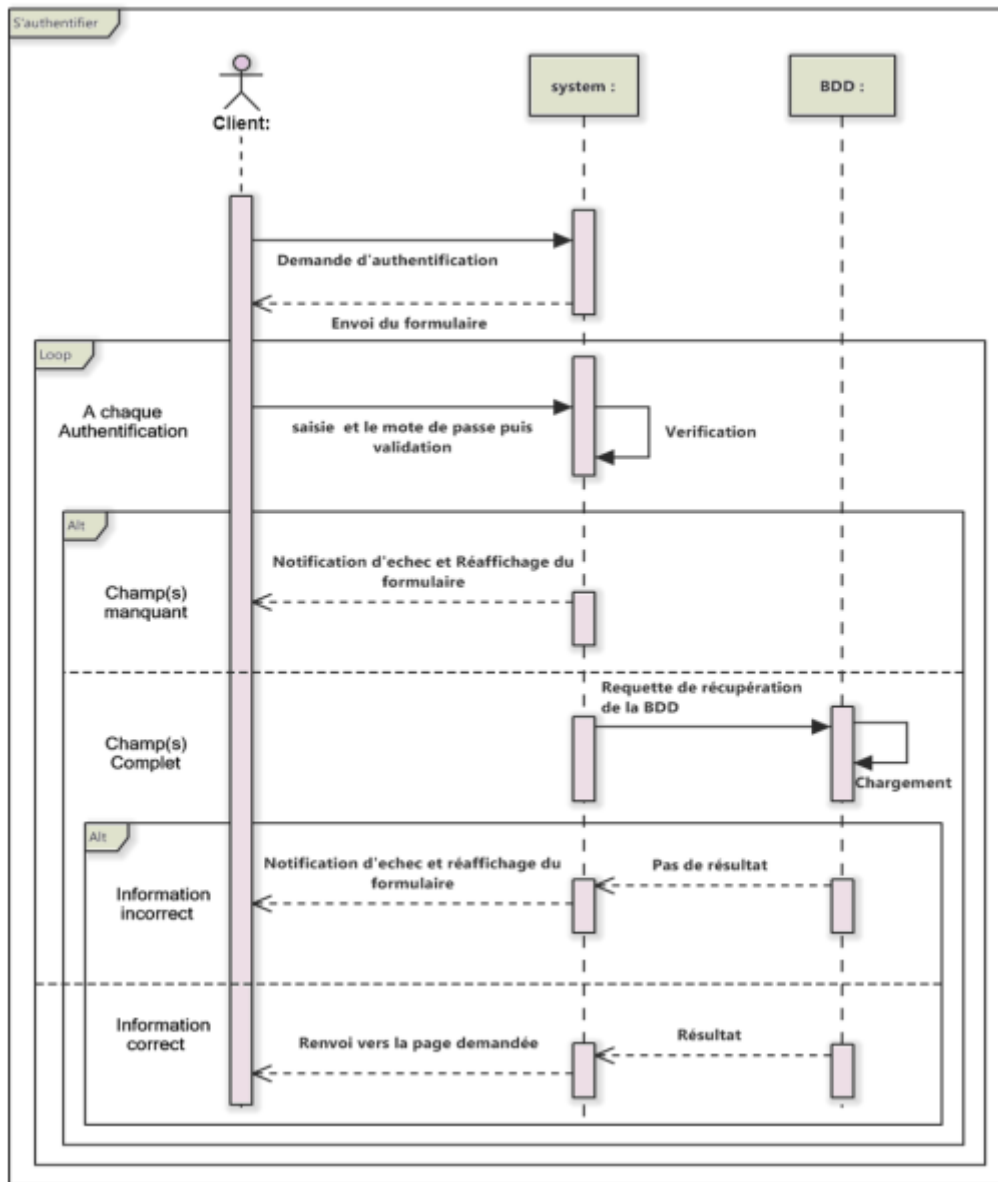 S'authentifier
Client:
system :
BDD :
Demande d'authentification
Envoi du formulaire
Loop
A chaque
Authentification
saisie et le mote de passe puis
validation
Verification
Alt
Notification d'echec et Réaffichage du
formulaire
Champ(s)
manquant
Requette de récupération
de la BDD
Champ(s)
Complet
Chargement
Alt
Notification d'echec et réaffichage du
formulaire
Pas de résultat
Information
incorrect
Information
correct
Renvoi vers la page demandée
Résultat